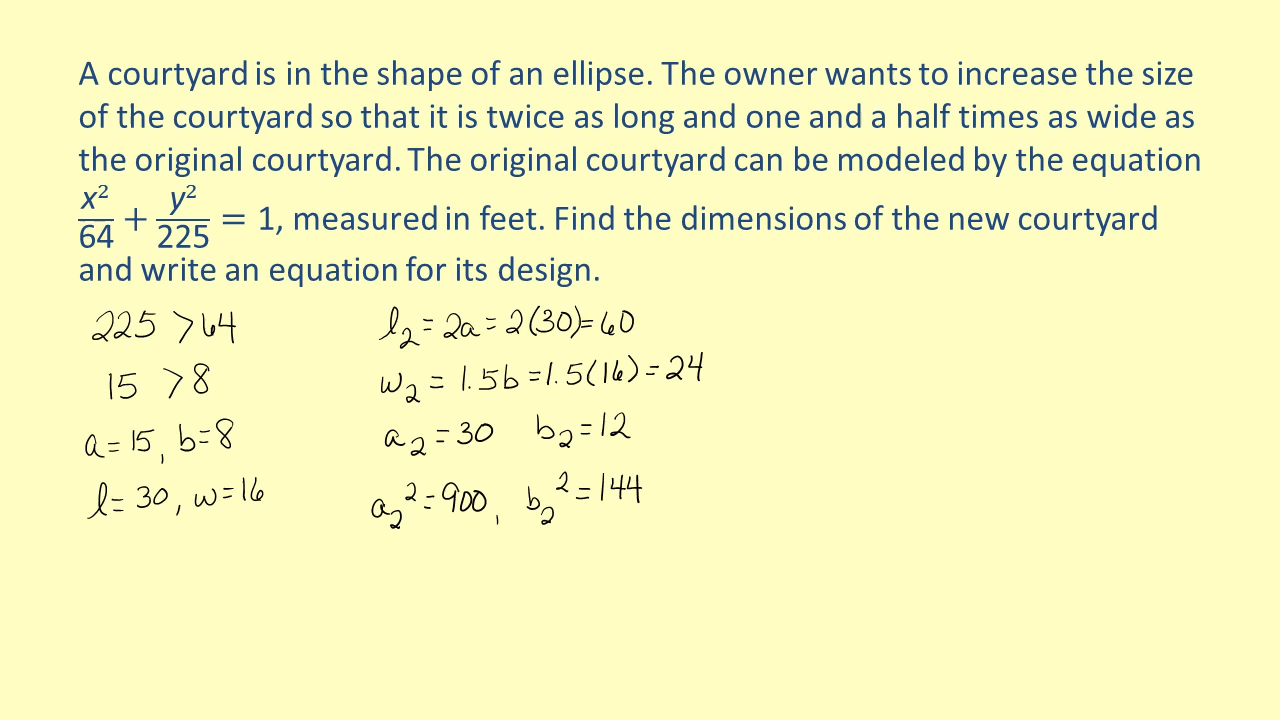 A courtyard is in the shape of an ellipse. The owner wants to increase the size
of the courtyard so that it is twice as long and one and a half times as wide as
the original courtyard. The original courtyard can be modeled by the equation
x²/64 + y²/225 = 1, measured in feet. Find the dimensions of the new courtyard
and write an equation for its design.
225 > 64
15 > 8
a = 15, b = 8
l = 30, w = 16
l₂ = 2a = 2(30) = 60
w₂ = 1.5b = 1.5(16) = 24
a₂ = 30 b₂ = 12
a₂² = 900, b₂² = 144